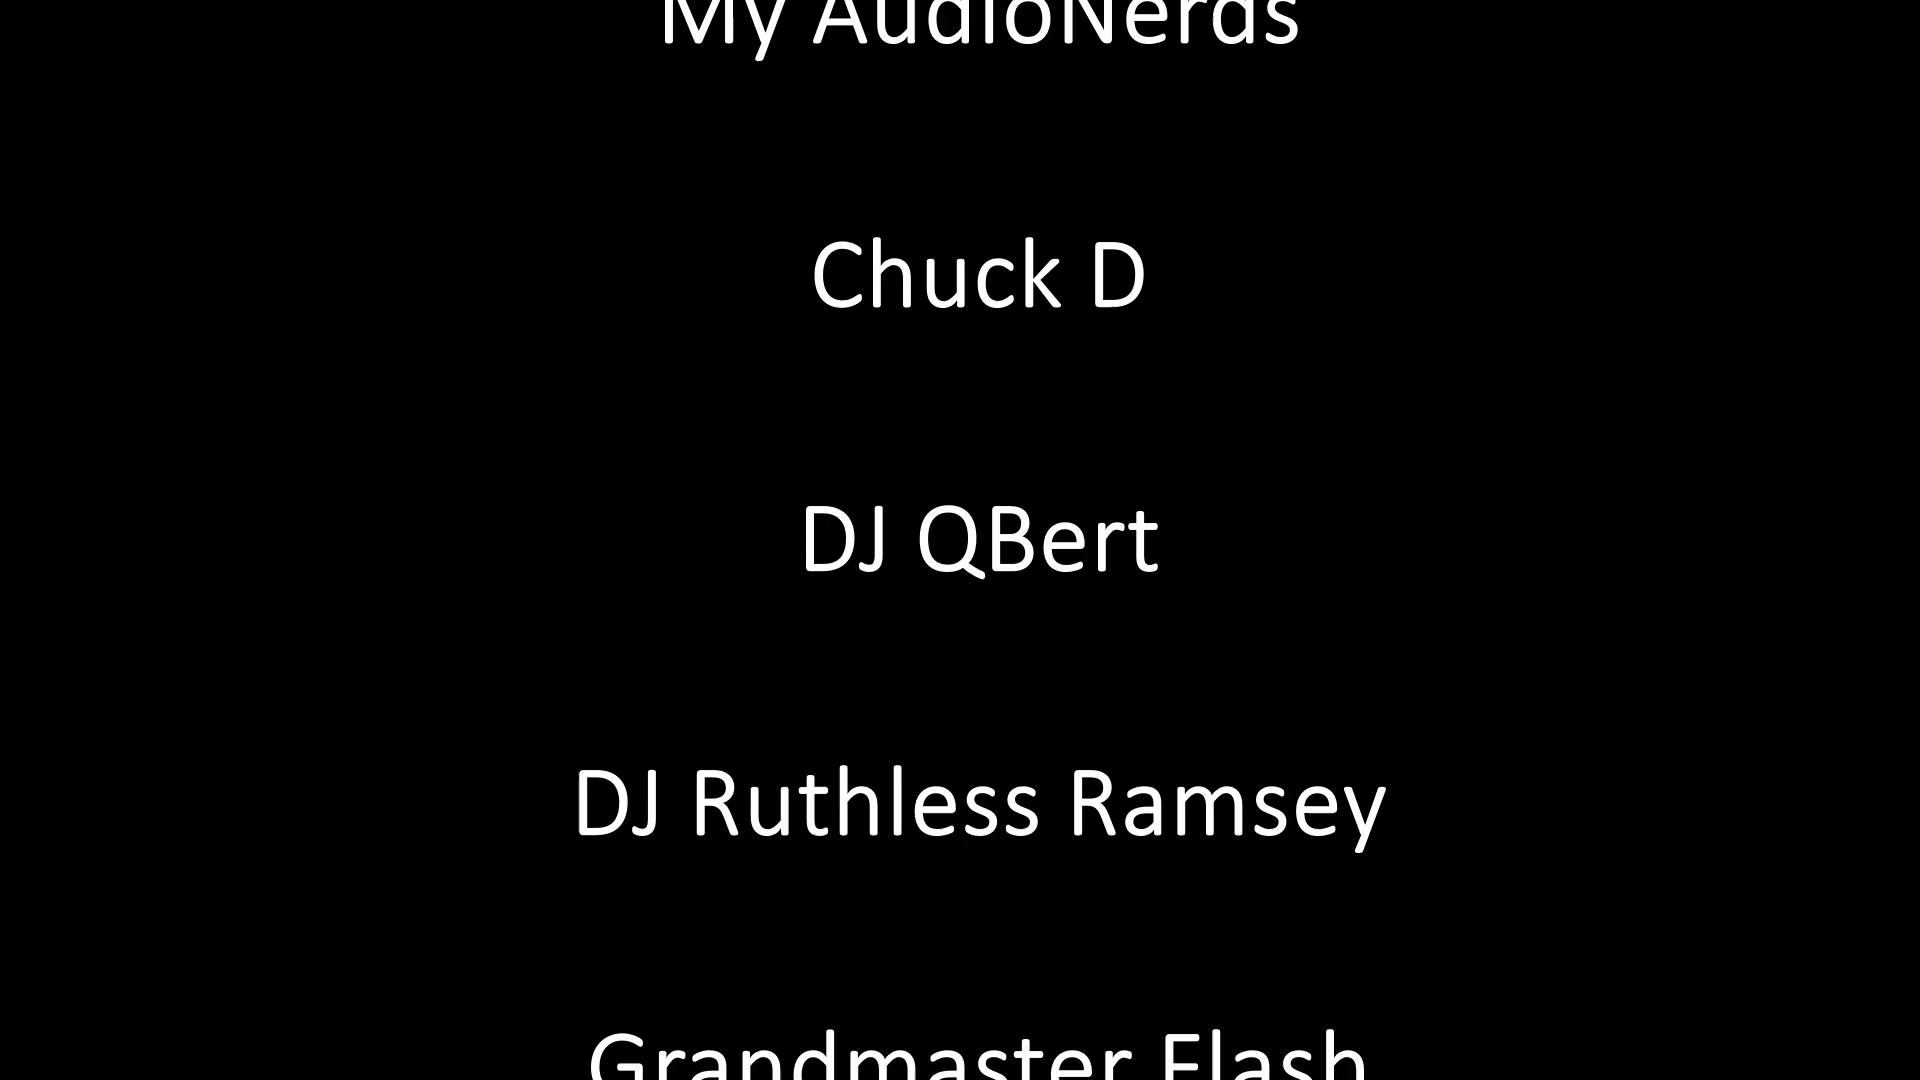 My AudioNerds
Chuck D
DJ QBert
DJ Ruthless Ramsey
Grandmaster Flash